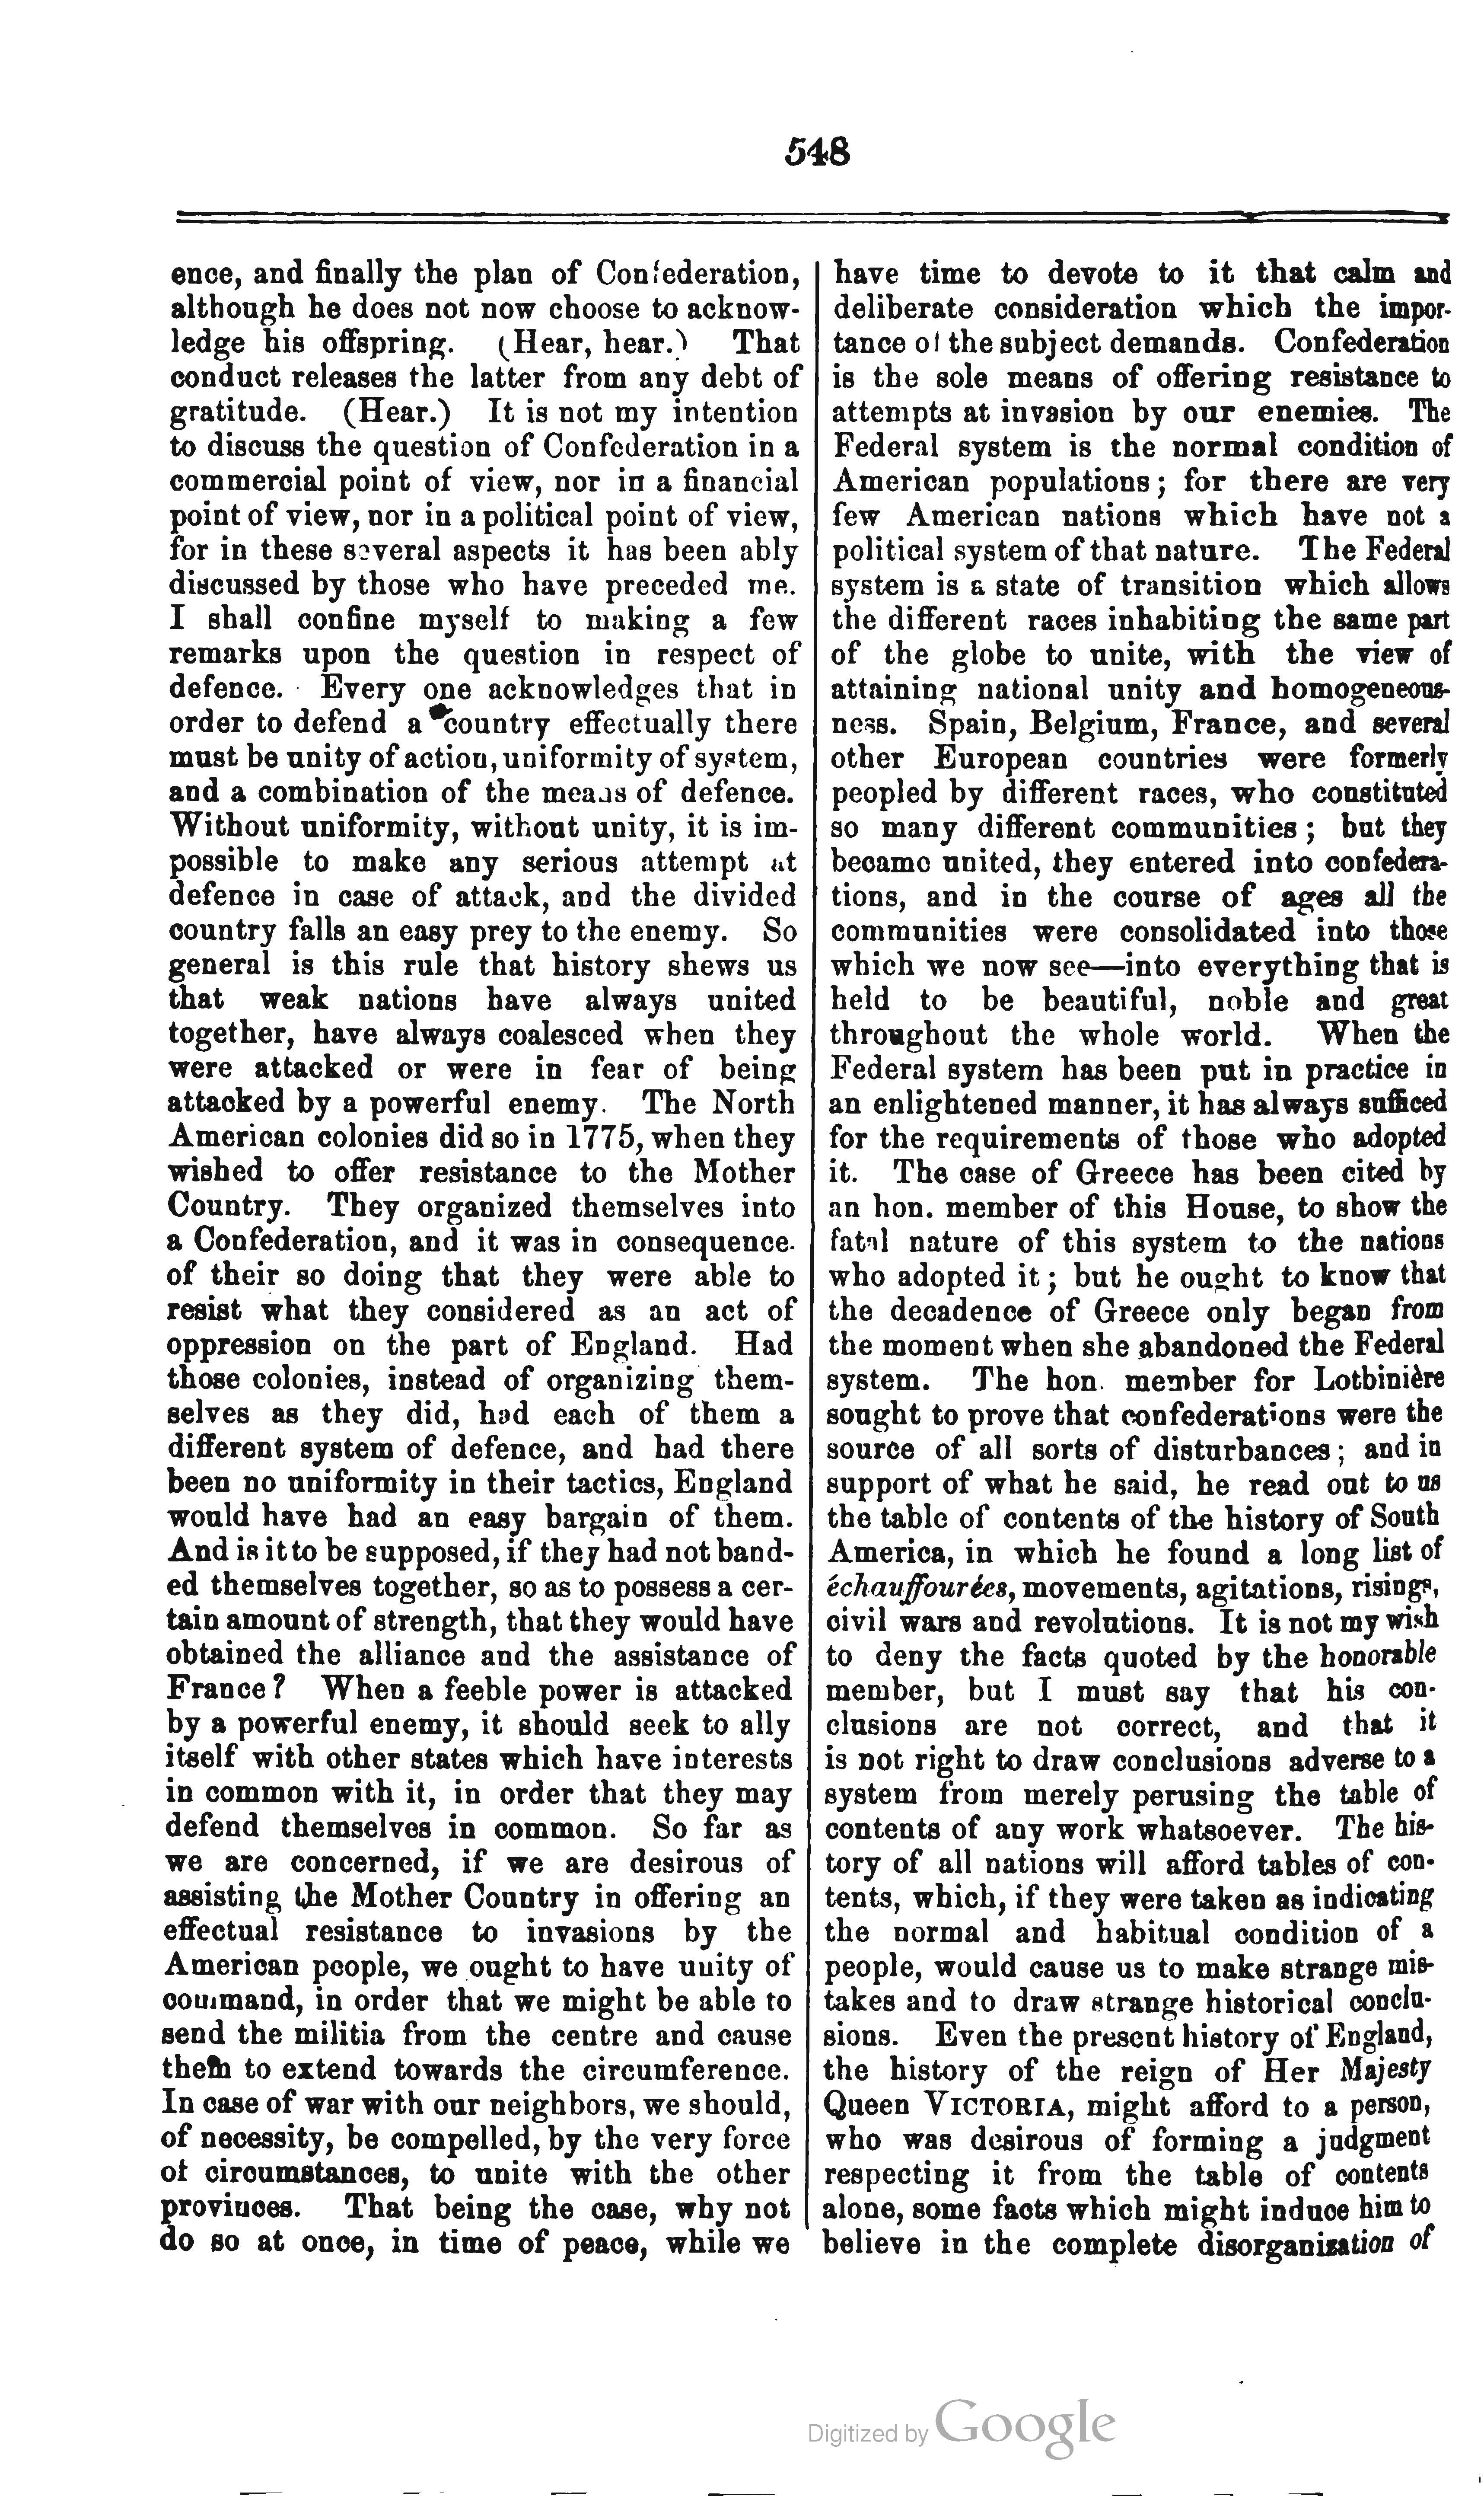 548
ence, and finally the plan of Confederation,
although he does not now choose to acknow-
ledge his offspring. (Hear, hear.) That
conduct releases the latter from any debt of
gratitude. (Hear.) It is not my intention
to discuss the question of Confederation in a
commercial point of view, nor in a financial
point of view, nor in a political point of view,
for in these several aspects it has been ably
discussed by those who have preceded me.
I shall confine myself to making a few
remarks upon the question in respect of
defence. Every one acknowledges that in
order to defend a country effectually there
must be unity of action, uniformity of system,
and a combination of the means of defence.
Without uniformity, without unity, it is im-
possible to make any serious attempt at
defence in case of attack, and the divided
country falls an easy prey to the enemy. So
general is this rule that history shews us
that weak nations have always united
together, have always coalesced when they
were attacked or were in fear of being
attacked by a powerful enemy. The North
American colonies did so in 1775, when they
wished to offer resistance to the Mother
Country. They organized themselves into
a Confederation, and it was in consequence
of their so doing that they were able to
resist what they considered as an act of
oppression on the part of England. Had
those colonies, instead of organizing them-
selves as they did, had each of them a
different system of defence, and had there
been no uniformity in their tactics, England
would have had an easy bargain of them.
And is it to be supposed, if they had not band-
ed themselves together, so as to possess a cer-
tain amount of strength, that they would have
obtained the alliance and the assistance of
France? When a feeble power is attacked
by a powerful enemy, it should seek to ally
itself with other states which have interests
in common with it, in order that they may
defend themselves in common. So far as
we are concerned, if we are desirous of
assisting the Mother Country in offering an
effectual resistance to invasions by the
American people, we ought to have unity of
command, in order that we might be able to
send the militia from the centre and cause
them to extend towards the circumference.
In case of war with our neighbors, we should,
of necessity, be compelled, by the very force
of circumstances, to unite with the other
provinces. That being the case, why not
do so at once, in time of peace, while we
have time to devote to it that calm and
deliberate consideration which the impor-
tance of the subject demands. Confederation
is the sole means of offering resistance to
attempts at invasion by our enemies. The
Federal system is the normal condition of
American populations; for there are very
few American nations which have not a
political system of that nature. The Federal
system is a state of transition which allows
the different races inhabiting the same part
of the globe to unite, with the view of
attaining national unity and homogeneous-
ness. Spain, Belgium, France, and several
other European countries were formerly
peopled by different races, who constituted
so many different communities; but they
became united, they entered into confedera-
tions, and in the course of ages all the
communities were consolidated into those
which we now see—into everything that is
held to be beautiful, noble and great
throughout the whole world. When the
Federal system has been put in practice in
an enlightened manner, it has always sufficed
for the requirements of those who adopted
it. The case of Greece has been cited by
an hon. member of this House, to show the
fatal nature of this system to the nations
who adopted it; but he ought to know that
the decadence of Greece only began from
the moment when she abandoned the Federal
system. The hon. member for Lotbinière
sought to prove that confederations were the
source of all sorts of disturbances; and in
support of what he said, he read out to us
the table of contents of the history of South
America, in which he found a long list of
échauffourées, movements, agitations, risings,
civil wars and revolutions. It is not my wish
to deny the facts quoted by the honorable
member, but I must say that his con-
clusions are not correct, and that it
is not right to draw conclusions adverse to a
system from merely perusing the table of
contents of any work whatsoever. The his-
tory of all nations will afford tables of con-
tents, which, if they were taken as indicating
the normal and habitual condition of a
people, would cause us to make strange mis-
takes and to draw strange historical conclu-
sions. Even the present history of England,
the history of the reign of Her Majesty
Queen VICTORIA, might afford to a person,
who was desirous of forming a judgment
respecting it from the table of contents
alone, some facts which might induce him to
believe in the complete disorganization of
Digitized by Google